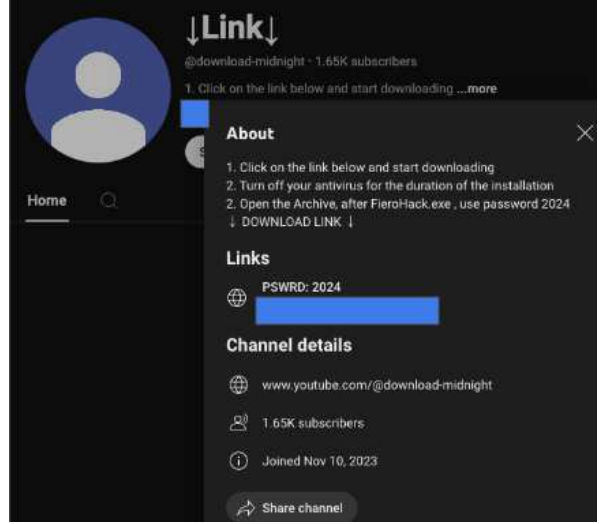 ↓Link↓
@download-midnight · 1.65K subscribers
1. Click on the link below and start downloading ...more
S
Home
About
1. Click on the link below and start downloading
2. Turn off your antivirus for the duration of the installation
2. Open the Archive, after FieroHack.exe , use password 2024
↓ DOWNLOAD LINK ↓
Links
PSWRD: 2024
Channel details
www.youtube.com/@download-midnight
1.65K subscribers
Joined Nov 10, 2023
Share channel